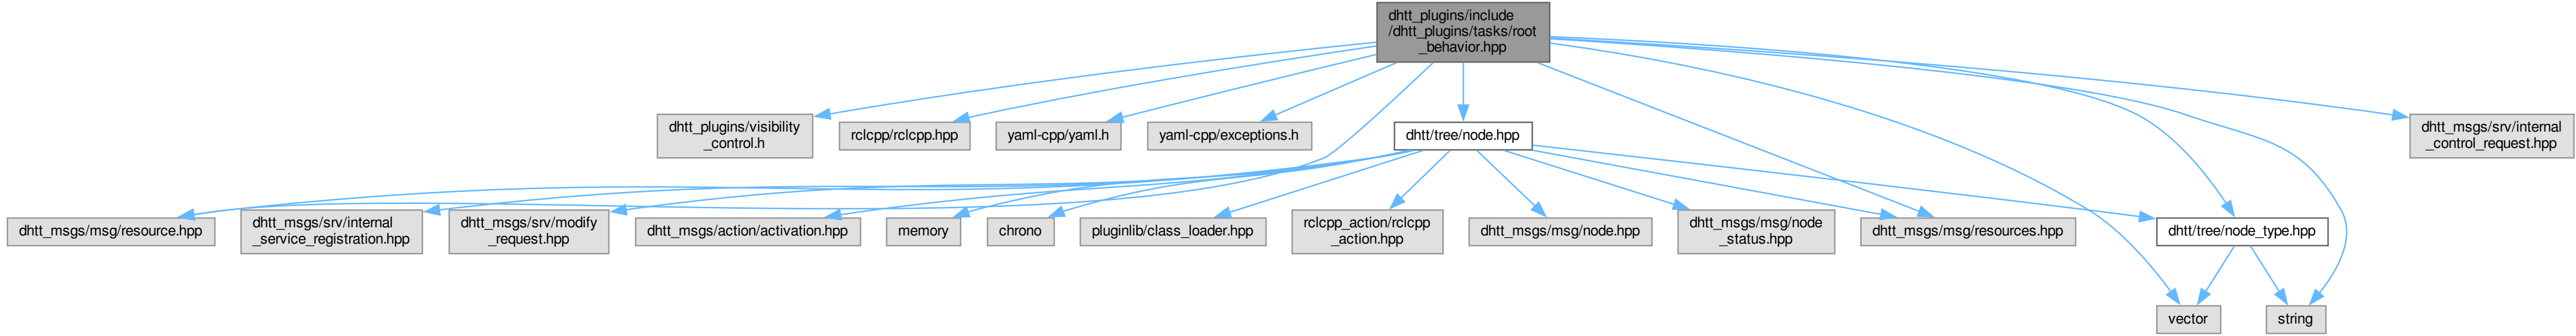 dhtt_plugins/include
/dhtt_plugins/tasks/root
_behavior.hpp
dhtt_plugins/visibility
_control.h
rclcpp/rclcpp.hpp
yaml-cpp/yaml.h
yaml-cpp/exceptions.h
dhtt/tree/node.hpp
dhtt_msgs/srv/internal
_control_request.hpp
dhtt_msgs/msg/resource.hpp
dhtt_msgs/srv/internal
_service_registration.hpp
dhtt_msgs/srv/modify
_request.hpp
dhtt_msgs/action/activation.hpp
memory
chrono
pluginlib/class_loader.hpp
rclcpp_action/rclcpp
_action.hpp
dhtt_msgs/msg/node.hpp
dhtt_msgs/msg/node
_status.hpp
dhtt_msgs/msg/resources.hpp
dhtt/tree/node_type.hpp
vector
string